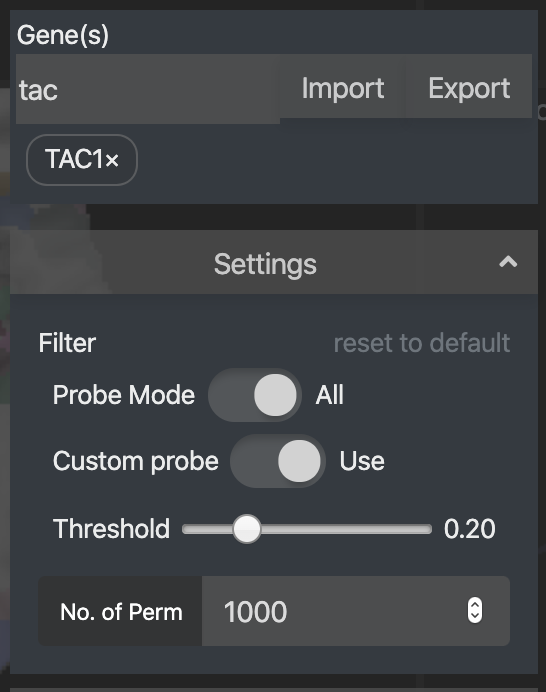 Gene(s)
tac Import Export
TAC1×
Settings
Filter reset to default
Probe Mode All
Custom probe Use
Threshold 0.20
No. of Perm 1000